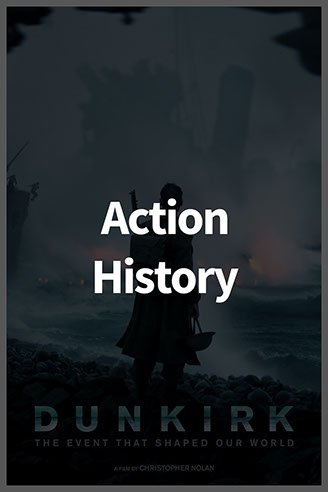 Action
History
DUNKIRK
THE EVENT THAT SHAPED OUR WORLD
A FILM BY CHRISTOPHER NOLAN